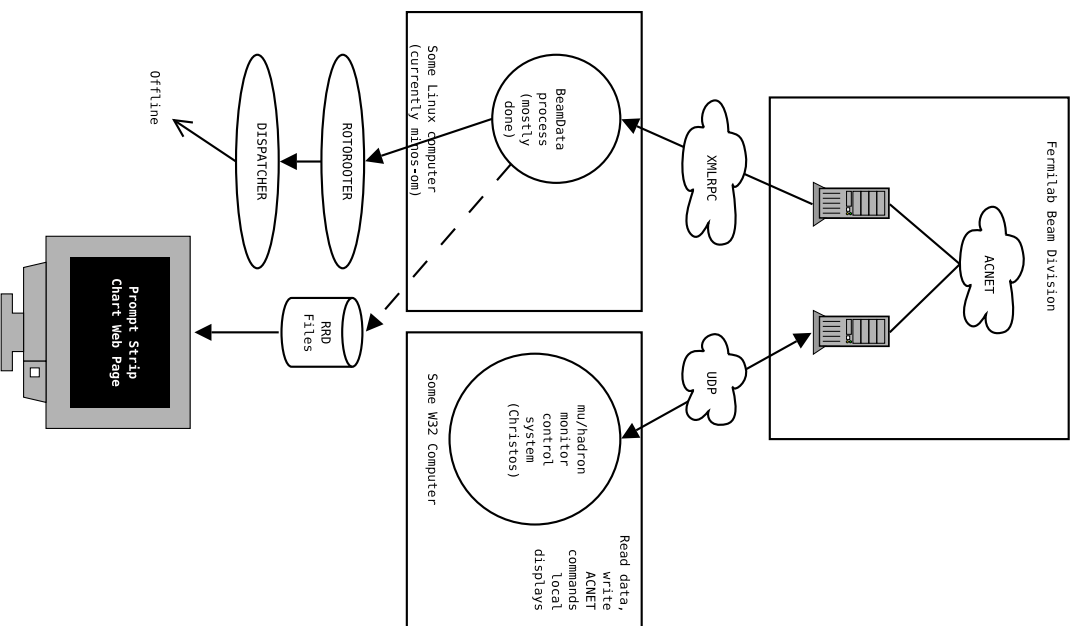 Fermilab Beam Division
ACNET
XMLRPC
UDP
BeamData
process
(mostly
done)
Some Linux computer
(currently minos-om)
mu/hadron
monitor
control
system
(Christos)
Read data,
write
ACNET
commands
local
displays
Some W32 Computer
ROTOROOTER
DISPATCHER
RRD
Files
Offline
Prompt Strip
Chart Web Page